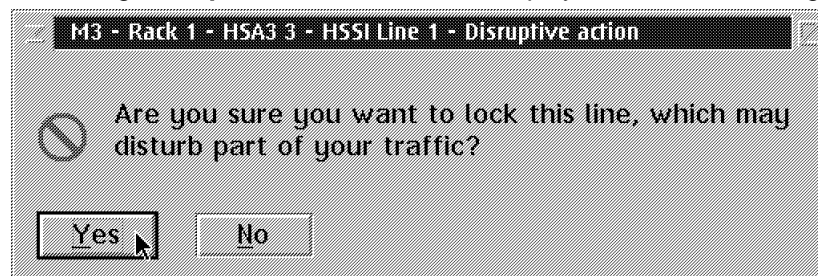 M3 - Rack 1 - HSA3 3 - HSSI Line 1 - Disruptive action
Are you sure you want to lock this line, which may
disturb part of your traffic?
Yes
No